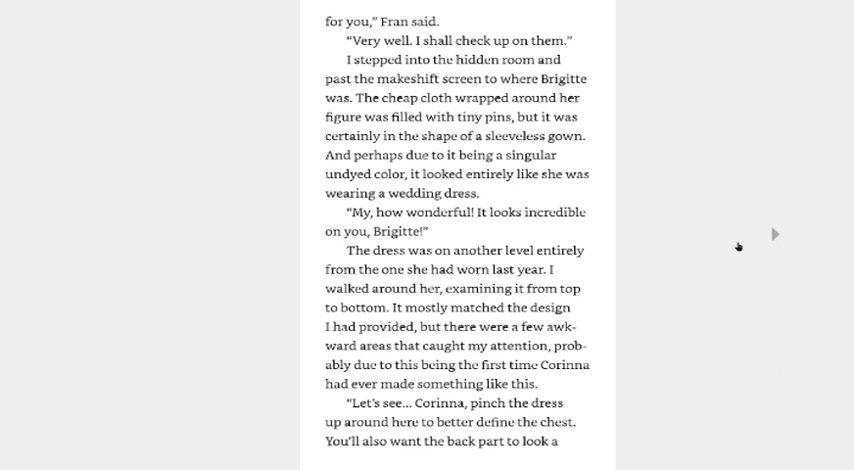 for you,” Fran said.
“Very well. I shall check up on them.”
I stepped into the hidden room and
past the makeshift screen to where Brigitte
was. The cheap cloth wrapped around her
figure was filled with tiny pins, but it was
certainly in the shape of a sleeveless gown.
And perhaps due to it being a singular
undyed color, it looked entirely like she was
wearing a wedding dress.
“My, how wonderful! It looks incredible
on you, Brigitte!”
The dress was on another level entirely
from the one she had worn last year. I
walked around her, examining it from top
to bottom. It mostly matched the design
I had provided, but there were a few awk-
ward areas that caught my attention, prob-
ably due to this being the first time Corinna
had ever made something like this.
“Let’s see... Corinna, pinch the dress
up around here to better define the chest.
You’ll also want the back part to look a